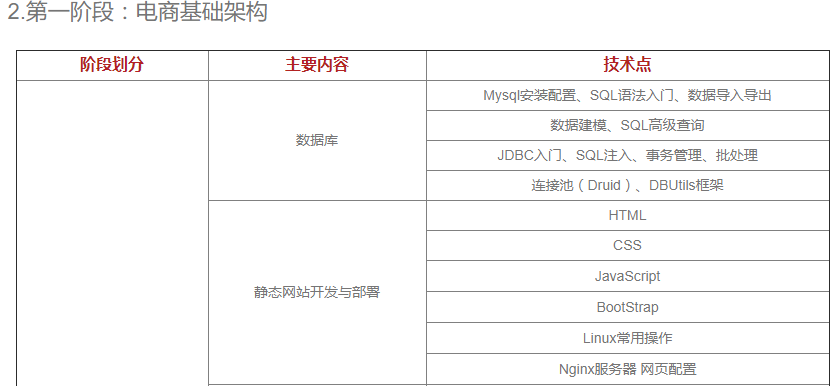 2.第一阶段：电商基础架构
阶段划分 主要内容 技术点
Mysql安装配置、SQL语法入门、数据导入导出
数据建模、SQL高级查询
数据库
JDBC入门、SQL注入、事务管理、批处理
连接池（Druid）、DBUtils框架
HTML
CSS
JavaScript
静态网站开发与部署
BootStrap
Linux常用操作
Nginx服务器 网页配置